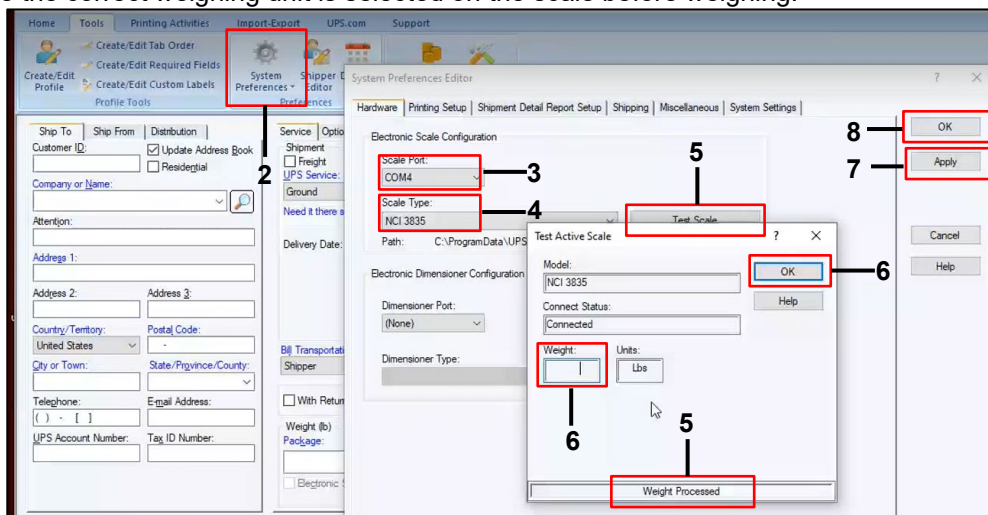 the correct weighing unit is selected on the scale before weighing.
Home Tools Printing Activities Import-Export UPS.com Support
Create/Edit Profile
Create/Edit Tab Order
Create/Edit Required Fields
Create/Edit Custom Labels
Profile Tools
System Preferences
Shipper Editor
Preferences
2
Ship To Ship From Distribution
Customer ID:
Update Address Book
Residential
Company or Name:
Attention:
Address 1:
Address 2: Address 3:
Country/Territory: Postal Code:
United States -
City or Town: State/Province/County:
Telephone: E-mail Address:
( ) - [ ]
UPS Account Number: Tax ID Number:
Service
Shipment
Freight
UPS Service:
Ground
Need it there
Delivery Date:
Bill
Shipper
With
Weight (lb)
Package:
System Preferences Editor ? X
Hardware Printing Setup Shipment Detail Report Setup Shipping Miscellaneous System Settings
Electronic Scale Configuration
Scale Port:
COM4
3
Scale Type:
NCI 3835
4
5
Test Scale
Path: C:\ProgramData\UPS
Electronic Dimensioner Configuration
Dimensioner Port:
(None)
Dimensioner Type:
8 OK
7 Apply
Cancel
Help
Test Active Scale ? X
Model:
NCI 3835
OK
6
Connect Status:
Help
Connected
Weight: Units:
Lbs
6
5
Weight Processed